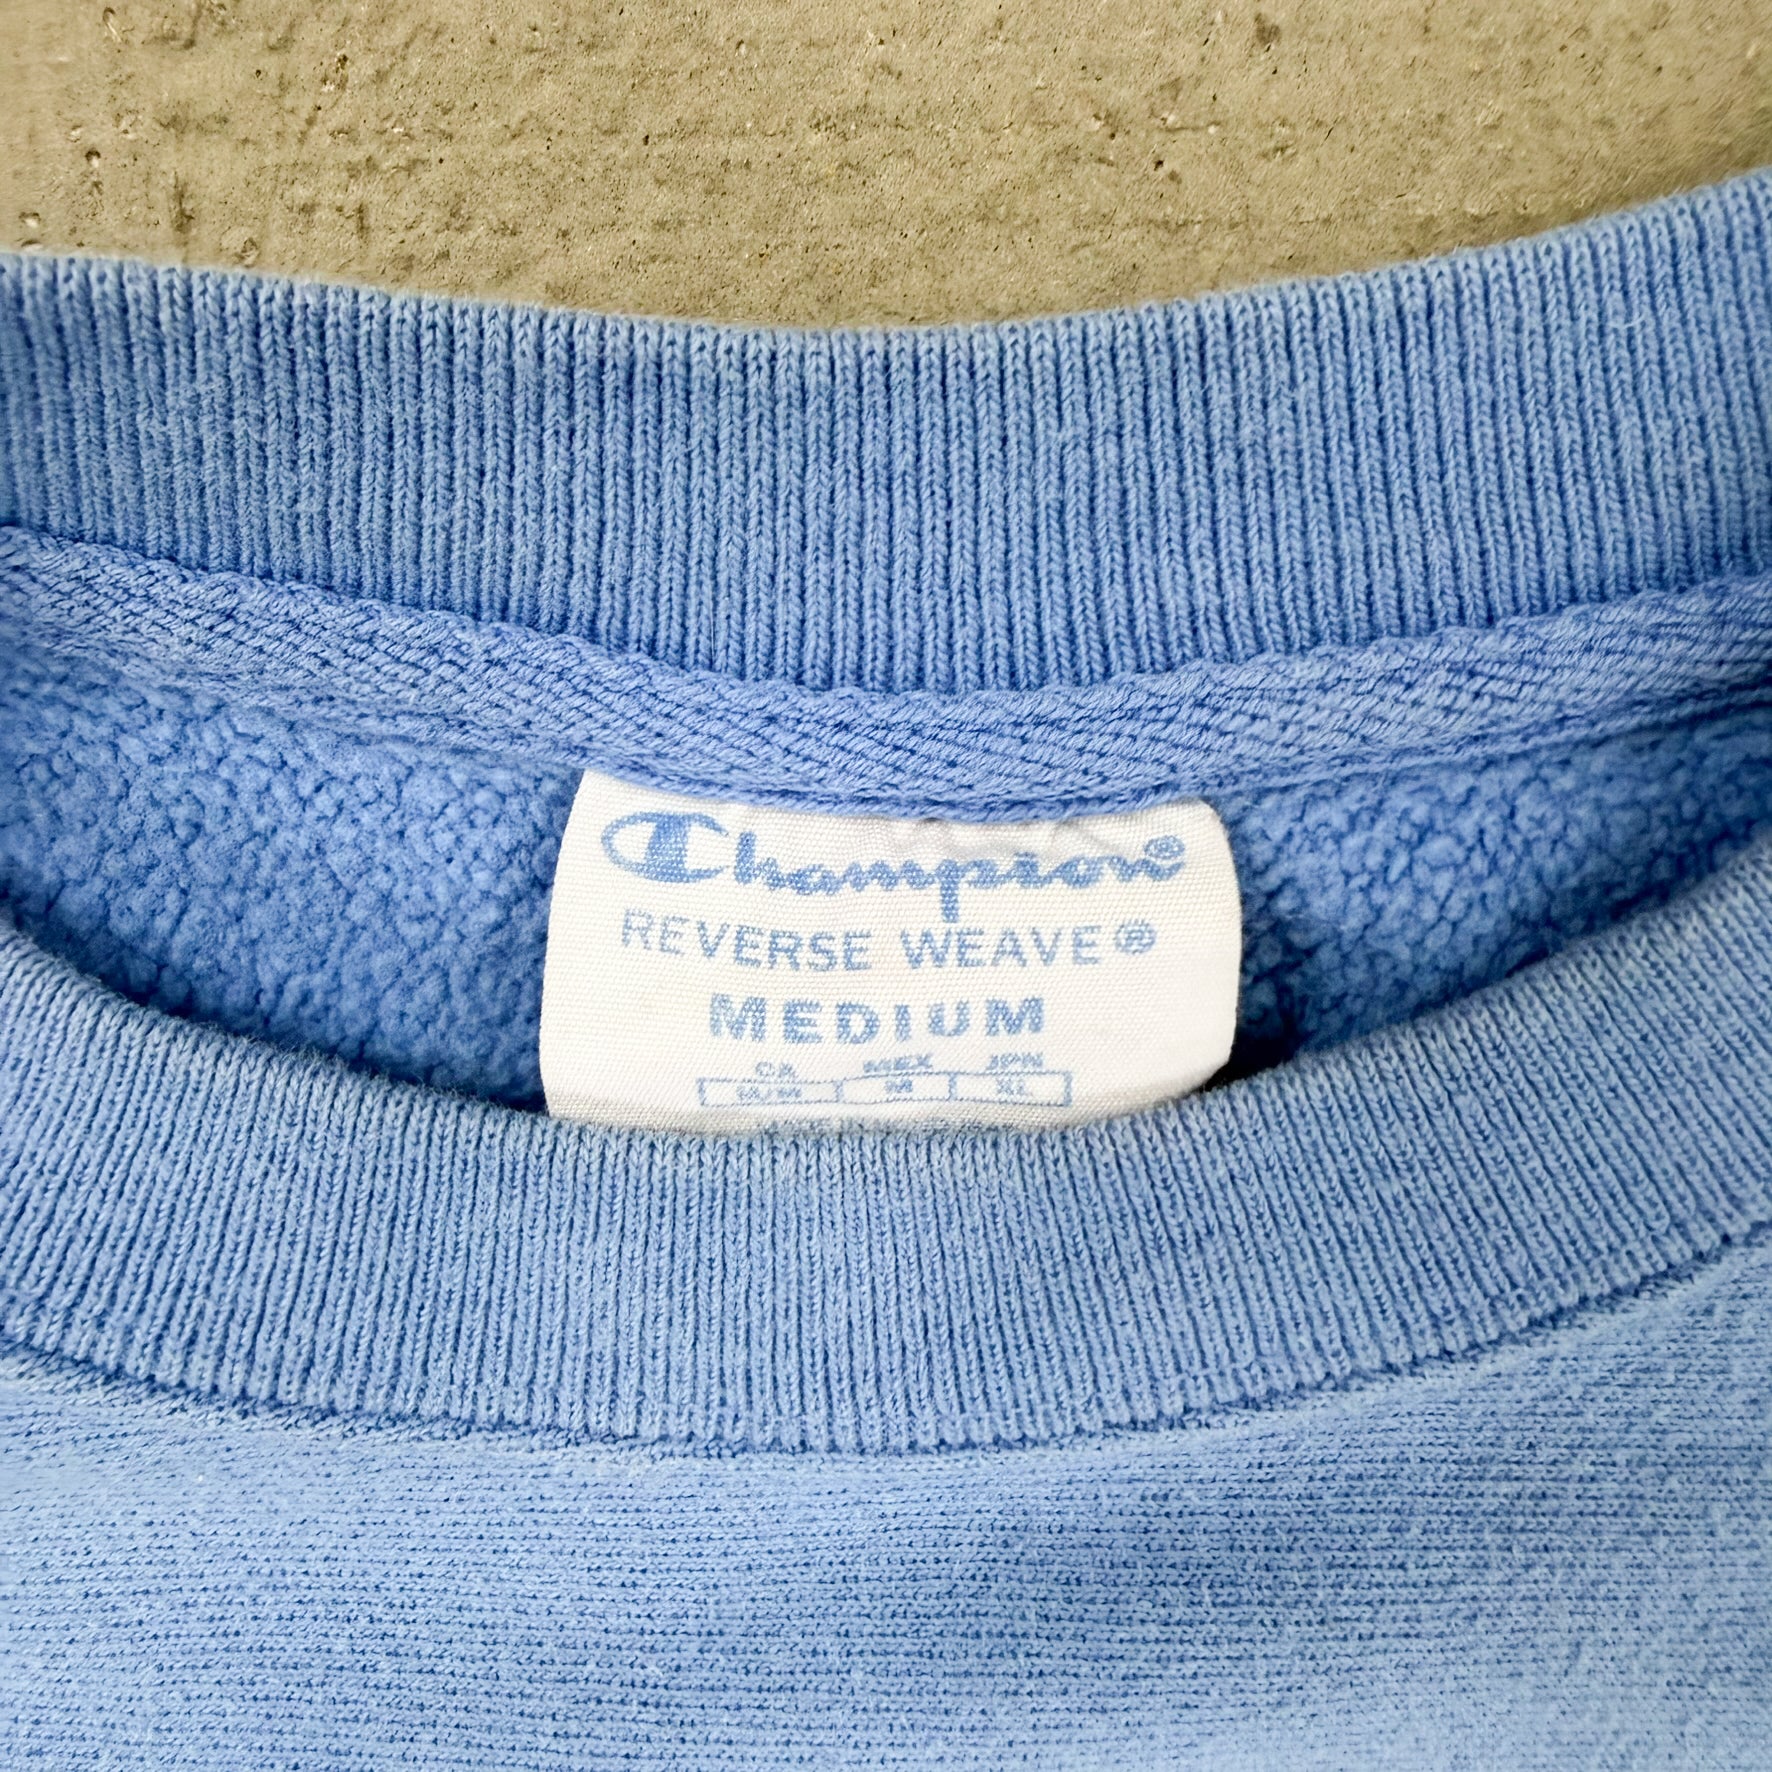 Champion®
REVERSE WEAVE®
MEDIUM
CA MEX JPN
M/M M XL